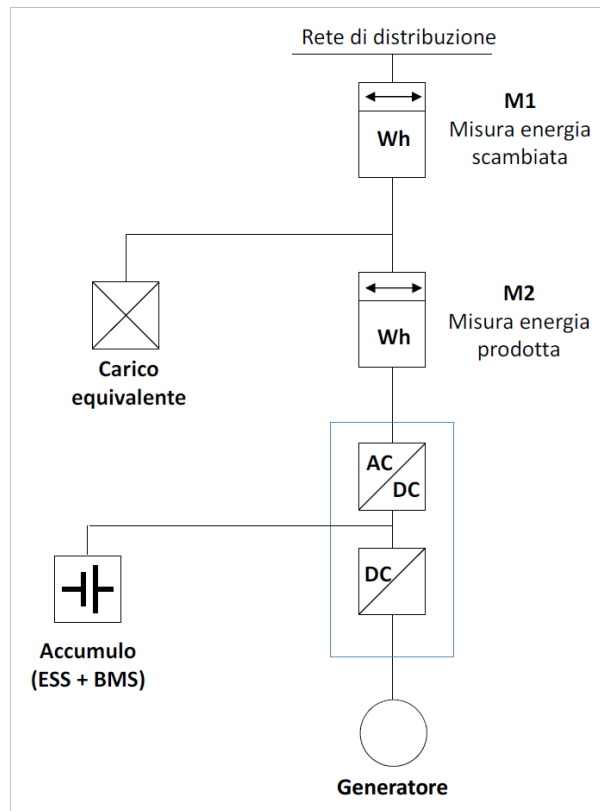 Rete di distribuzione
M1
Misura energia
scambiata
Wh
M2
Misura energia
prodotta
Wh
Carico
equivalente
AC
DC
DC
Accumulo
(ESS + BMS)
Generatore